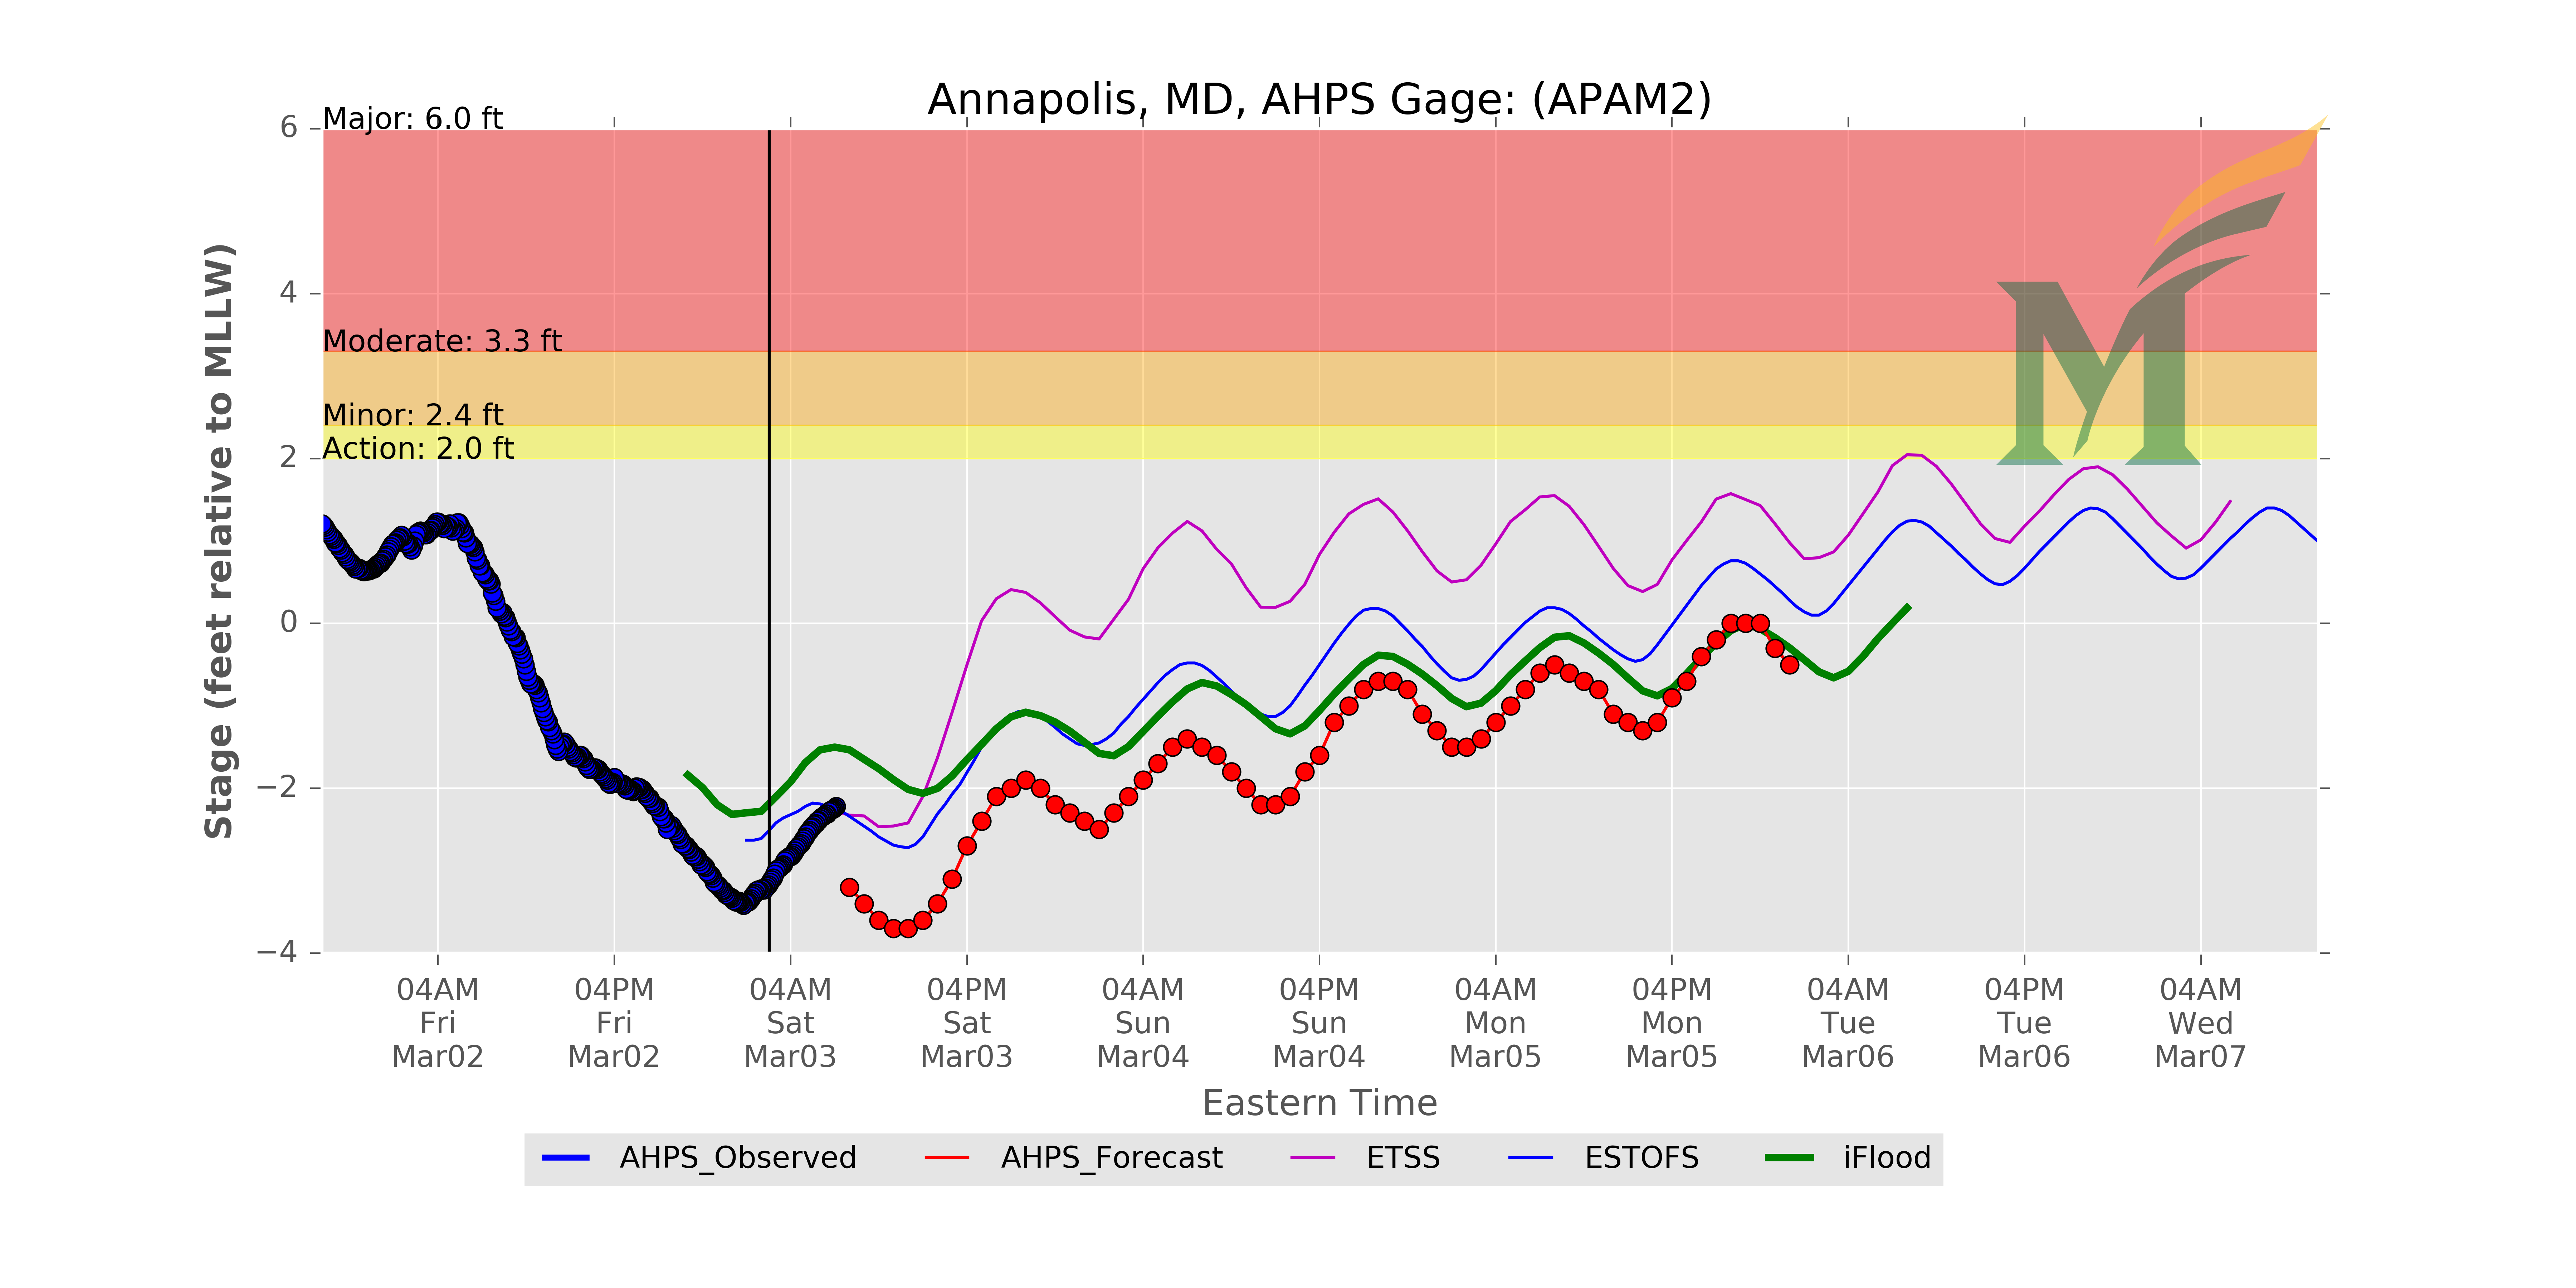 Annapolis, MD, AHPS Gage: (APAM2)
Major: 6.0 ft
Moderate: 3.3 ft
Minor: 2.4 ft
Action: 2.0 ft
Stage (feet relative to MLLW)
6
4
2
0
−2
−4
04AM
Fri
Mar02
04PM
Fri
Mar02
04AM
Sat
Mar03
04PM
Sat
Mar03
04AM
Sun
Mar04
04PM
Sun
Mar04
04AM
Mon
Mar05
04PM
Mon
Mar05
04AM
Tue
Mar06
04PM
Tue
Mar06
04AM
Wed
Mar07
Eastern Time
AHPS_Observed
AHPS_Forecast
ETSS
ESTOFS
iFlood
M